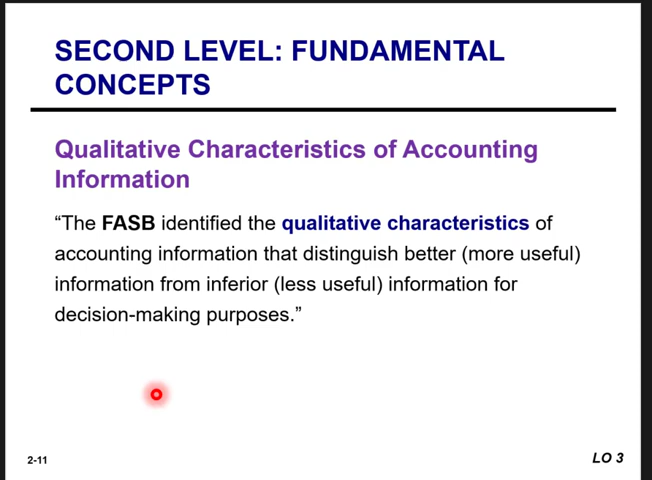 SECOND LEVEL: FUNDAMENTAL
CONCEPTS
Qualitative Characteristics of Accounting
Information
“The FASB identified the qualitative characteristics of
accounting information that distinguish better (more useful)
information from inferior (less useful) information for
decision-making purposes.”
2-11
LO 3